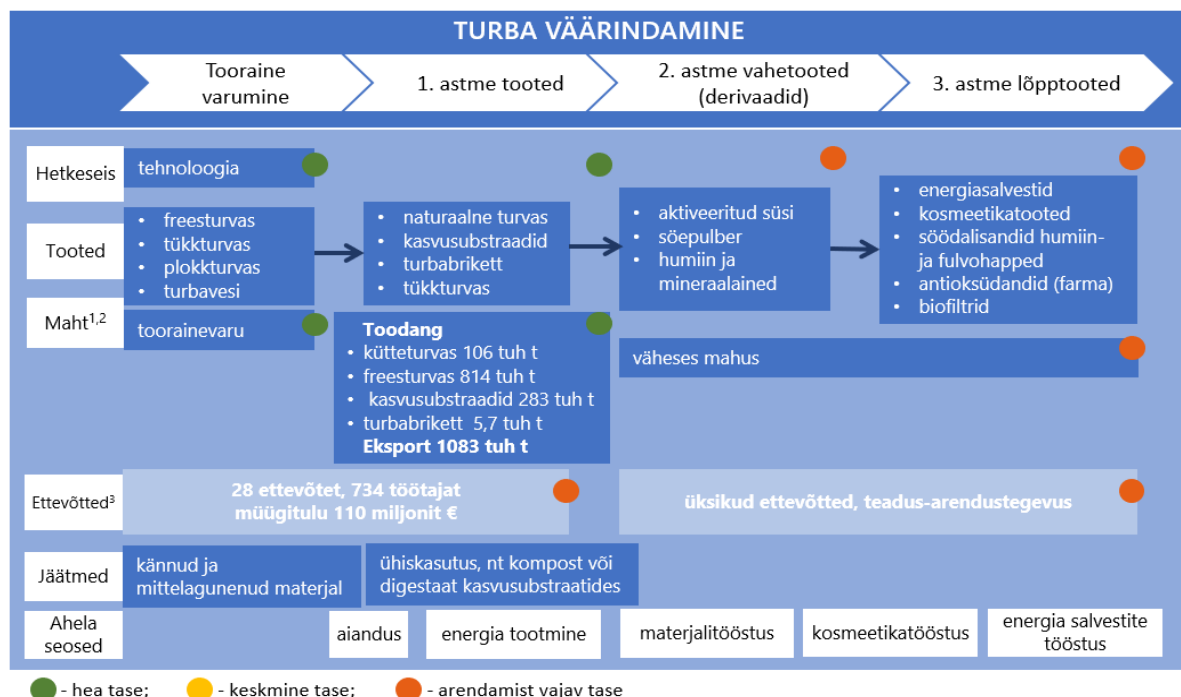 TURBA VÄÄRINDAMINE
Tooraine
varumine
1. astme tooted
2. astme vahetooted
(derivaadid)
3. astme lõpptooted
Hetkeseis
tehnoloogia
Tooted
• freesturvas
• tükkturvas
• plokkturvas
• turbavesi
• naturaalne turvas
• kasvusubstraadid
• turbabrikett
• tükkturvas
• aktiveeritud süsi
• söepulber
• humiin ja
mineraalained
• energiasalvestid
• kosmeetikatooted
• söödalisandid humiin-
ja fulvohapped
• antioksüdandid (farma)
• biofiltrid
Maht1,2
toorainevaru
Toodang
• kütteturvas 106 tuh t
• freesturvas 814 tuh t
• kasvusubstraadid 283 tuh t
• turbabrikett 5,7 tuh t
Eksport 1083 tuh t
väheses mahus
Ettevõtted3
28 ettevõtet, 734 töötajat
müügitulu 110 miljonit €
üksikud ettevõtted, teadus-arendustegevus
Jäätmed
kännud ja
mittelagunenud materjal
ühiskasutus, nt kompost või
digestaat kasvusubstraatides
Ahela
seosed
aiandus
energia tootmine
materjalitööstus
kosmeetikatööstus
energia salvestite
tööstus
- hea tase;
- keskmine tase;
- arendamist vajav tase